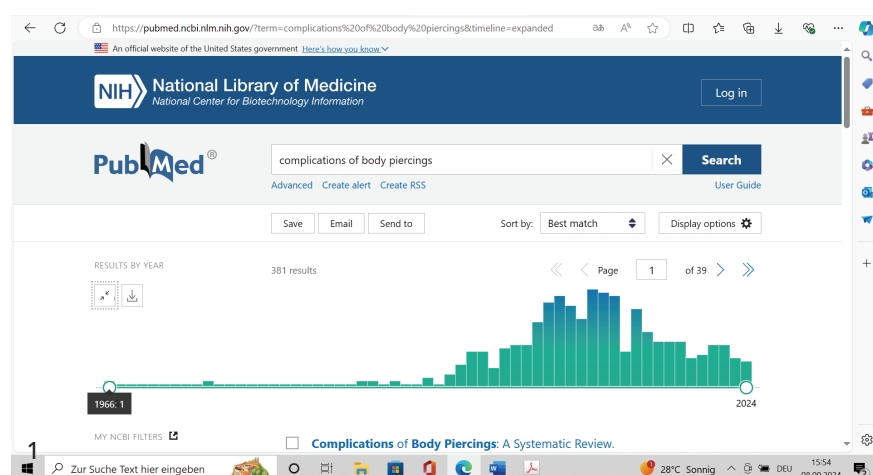 https://pubmed.ncbi.nlm.nih.gov/?term=complications%20of%20body%20piercings&timeline=expanded
An official website of the United States government Here's how you know
NIH National Library of Medicine
National Center for Biotechnology Information
Log in
PubMed®
complications of body piercings
Search
Advanced Create alert Create RSS User Guide
Save Email Send to Sort by: Best match Display options
RESULTS BY YEAR
381 results Page 1 of 39
1966: 1
2024
MY NCBI FILTERS
Complications of Body Piercings: A Systematic Review.
1
Zur Suche Text hier eingeben
28°C Sonnig DEU 15:54
08.09.2024